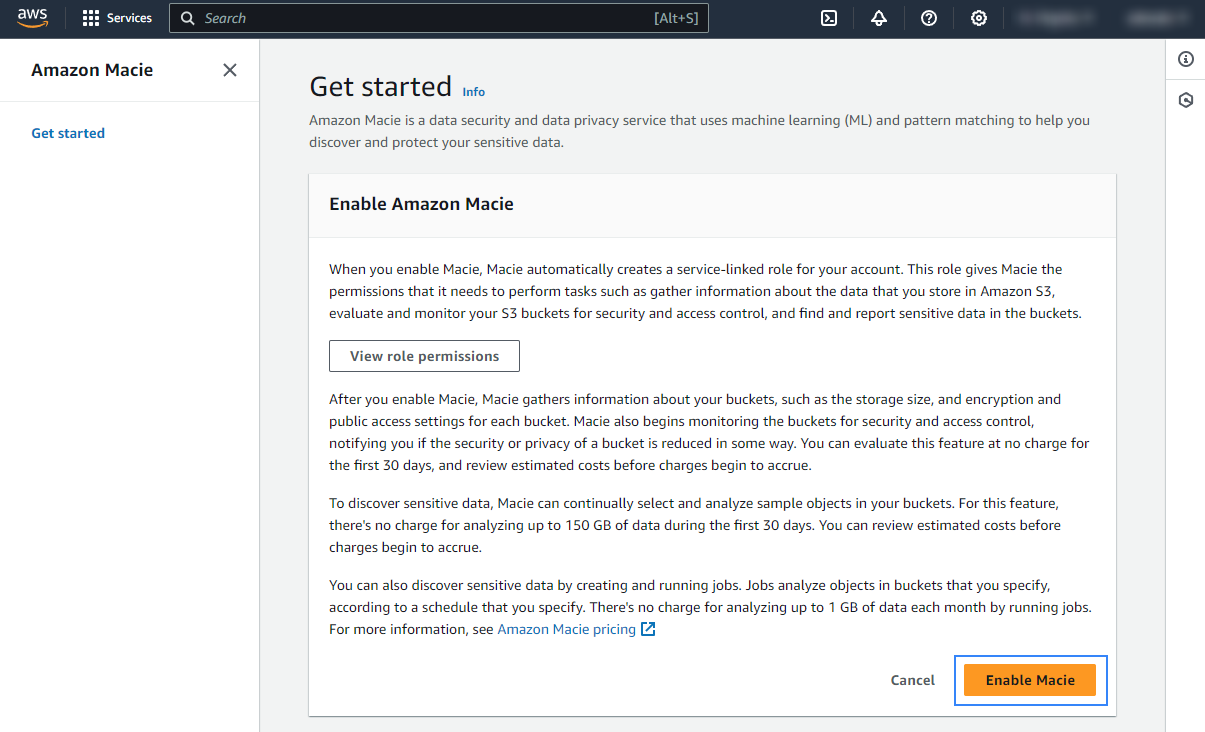 aws
Services
Search
[Alt+S]
Amazon Macie
Get started
Get started Info
Amazon Macie is a data security and data privacy service that uses machine learning (ML) and pattern matching to help you
discover and protect your sensitive data.
Enable Amazon Macie
When you enable Macie, Macie automatically creates a service-linked role for your account. This role gives Macie the
permissions that it needs to perform tasks such as gather information about the data that you store in Amazon S3,
evaluate and monitor your S3 buckets for security and access control, and find and report sensitive data in the buckets.
View role permissions
After you enable Macie, Macie gathers information about your buckets, such as the storage size, and encryption and
public access settings for each bucket. Macie also begins monitoring the buckets for security and access control,
notifying you if the security or privacy of a bucket is reduced in some way. You can evaluate this feature at no charge for
the first 30 days, and review estimated costs before charges begin to accrue.
To discover sensitive data, Macie can continually select and analyze sample objects in your buckets. For this feature,
there's no charge for analyzing up to 150 GB of data during the first 30 days. You can review estimated costs before
charges begin to accrue.
You can also discover sensitive data by creating and running jobs. Jobs analyze objects in buckets that you specify,
according to a schedule that you specify. There's no charge for analyzing up to 1 GB of data each month by running jobs.
For more information, see Amazon Macie pricing
Cancel
Enable Macie